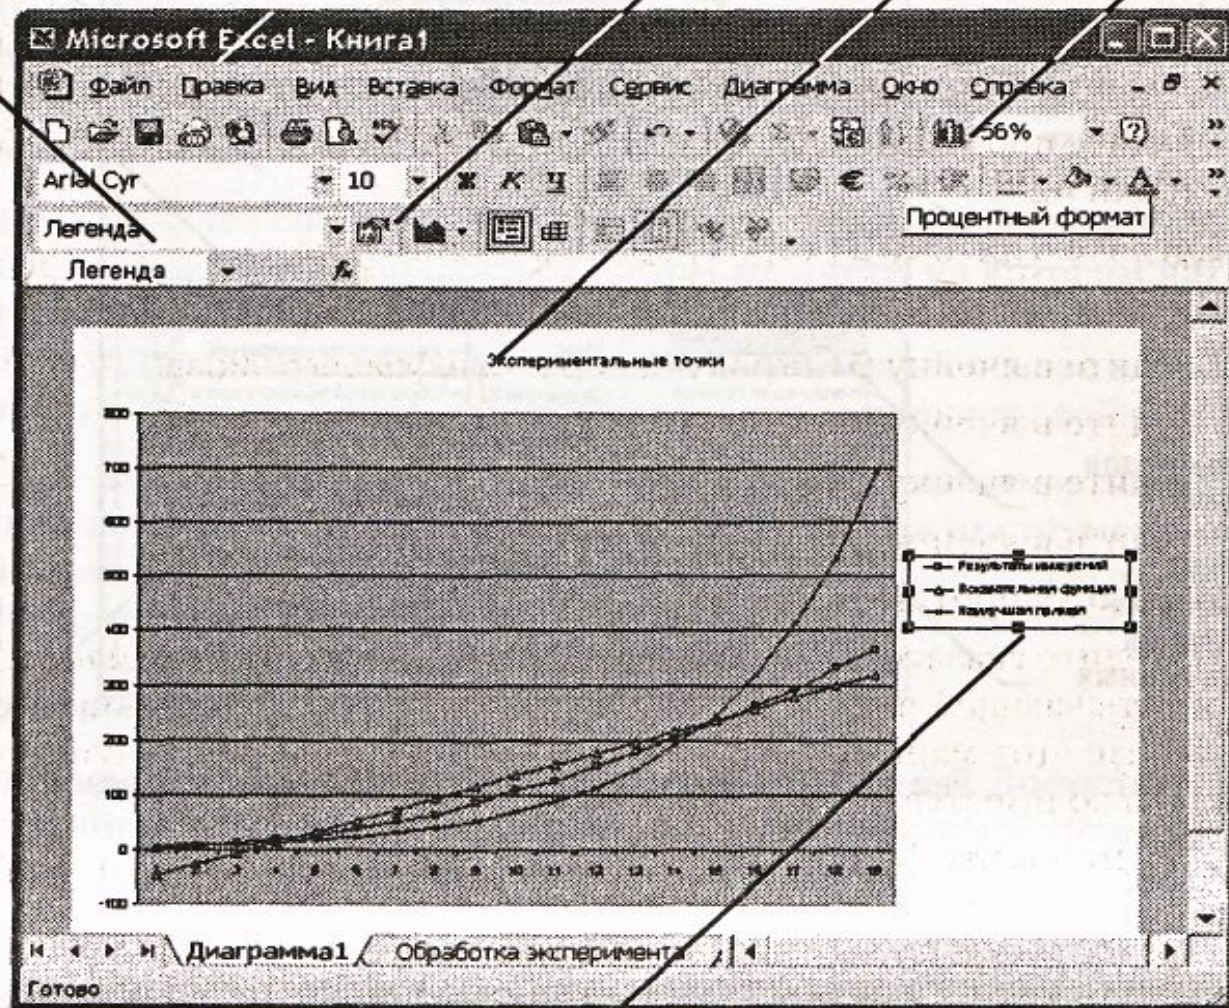 Microsoft Excel - Книга1
Файл Правка Вид Вставка Формат Сервис Диаграмма Окно Справка
56%
Arial Cyr 10 Ж К Ч € %
Легенда
Процентный формат
Легенда fx
Экспериментальные точки
800
700
600
500
400
300
200
100
0
-100
1 2 3 4 5 6 7 8 9 10 11 12 13 14 15 16 17 18 19
Результаты измерений
Показательная функция
Наилучшая прямая
Диаграмма1 Обработка эксперимента
Готово